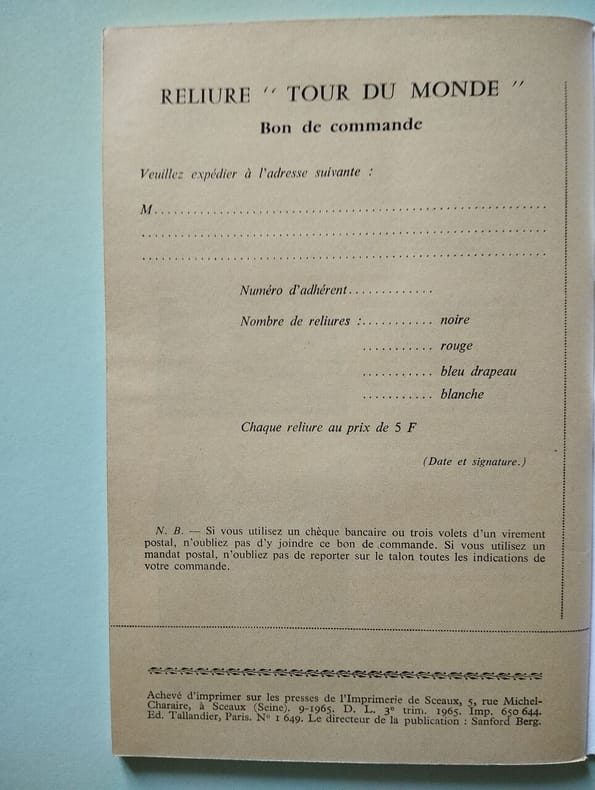 RELIURE " TOUR DU MONDE "
Bon de commande
Veuillez expédier à l'adresse suivante :
M..........................................................
..........................................................
..........................................................
Numéro d'adhérent.............
Nombre de reliures :........... noire
........... rouge
........... bleu drapeau
........... blanche
Chaque reliure au prix de 5 F
(Date et signature.)
N. B. — Si vous utilisez un chèque bancaire ou trois volets d'un virement
postal, n'oubliez pas d'y joindre ce bon de commande. Si vous utilisez un
mandat postal, n'oubliez pas de reporter sur le talon toutes les indications de
votre commande.
Achevé d'imprimer sur les presses de l'Imprimerie de Sceaux, 5, rue Michel-
Charaire, à Sceaux (Seine). 9-1965. D. L. 3e trim. 1965. Imp. 650 644.
Ed. Tallandier, Paris. No 1 649. Le directeur de la publication : Sanford Berg.